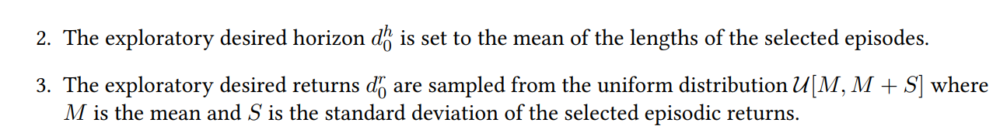 2. The exploratory desired horizon $d_0^h$ is set to the mean of the lengths of the selected episodes.
3. The exploratory desired returns $d_0^r$ are sampled from the uniform distribution $\mathcal{U}[M, M + S]$ where
$M$ is the mean and $S$ is the standard deviation of the selected episodic returns.